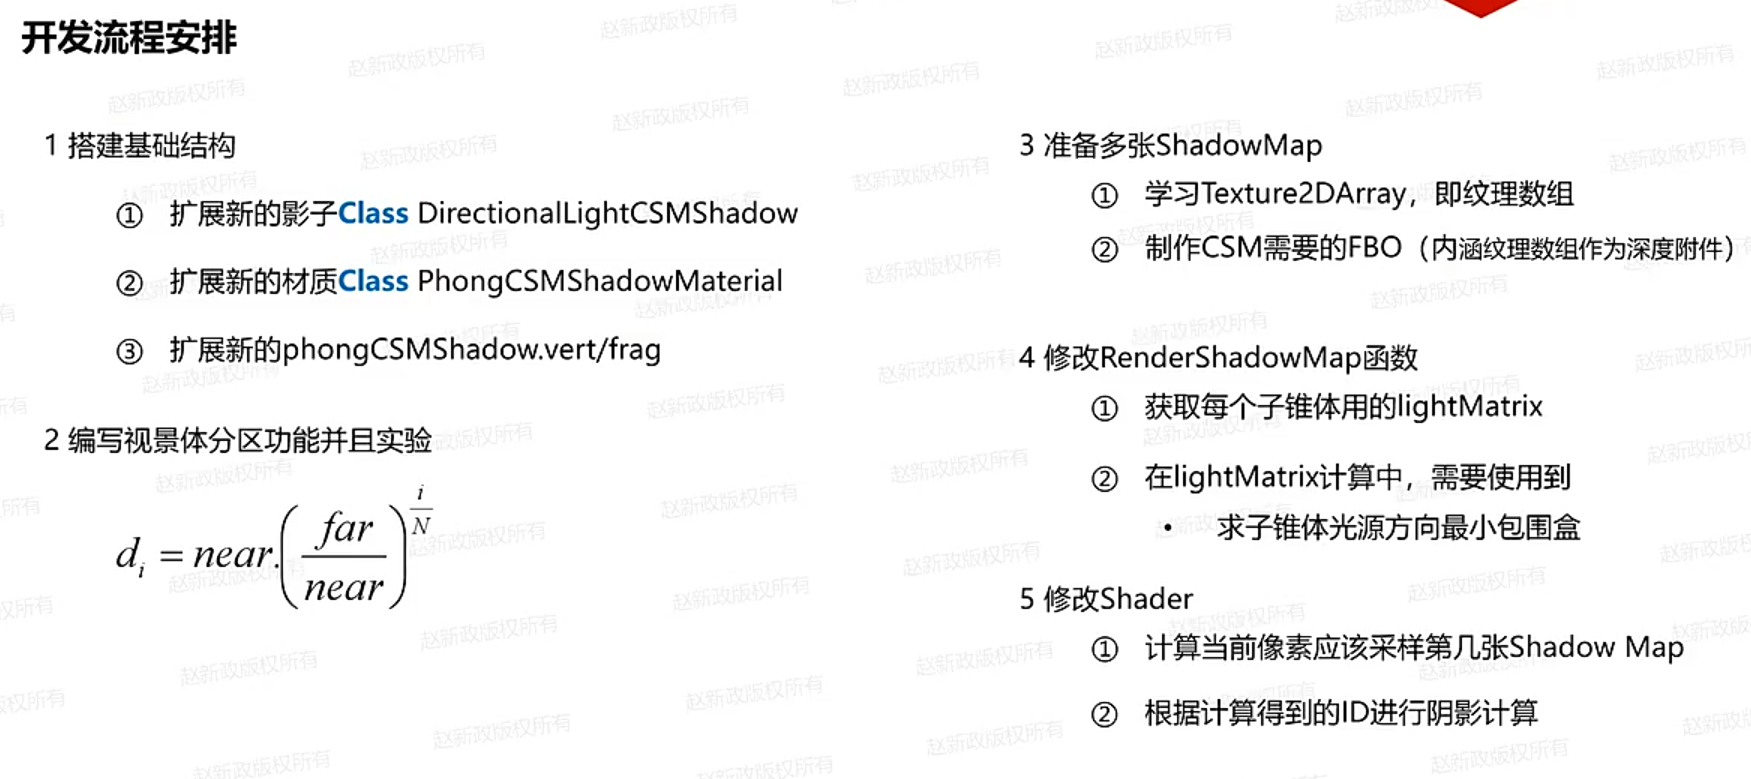 开发流程安排
1 搭建基础结构
① 扩展新的影子Class DirectionalLightCSMShadow
② 扩展新的材质Class PhongCSMShadowMaterial
③ 扩展新的phongCSMShadow.vert/frag
2 编写视景体分区功能并且实验
d_i = near.(far/near)^(i/N)
3 准备多张ShadowMap
① 学习Texture2DArray，即纹理数组
② 制作CSM需要的FBO（内涵纹理数组作为深度附件）
4 修改RenderShadowMap函数
① 获取每个子锥体用的lightMatrix
② 在lightMatrix计算中，需要使用到
• 求子锥体光源方向最小包围盒
5 修改Shader
① 计算当前像素应该采样第几张Shadow Map
② 根据计算得到的ID进行阴影计算
赵新政版权所有